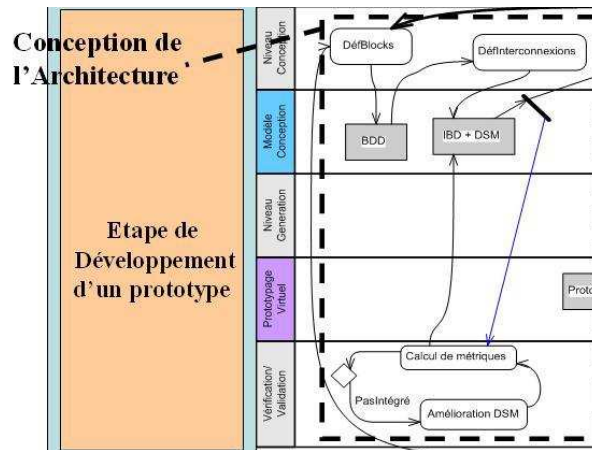 Conception de
l'Architecture
Etape de
Développement
d'un prototype
Niveau
Conception
DéfBlocks
DéfInterconnexions
Modèle
Conception
BDD
IBD + DSM
Niveau
Generation
Prototypage
Virtuel
Proto
Vérification/
Validation
Calcul de métriques
PasIntégré
Amélioration DSM